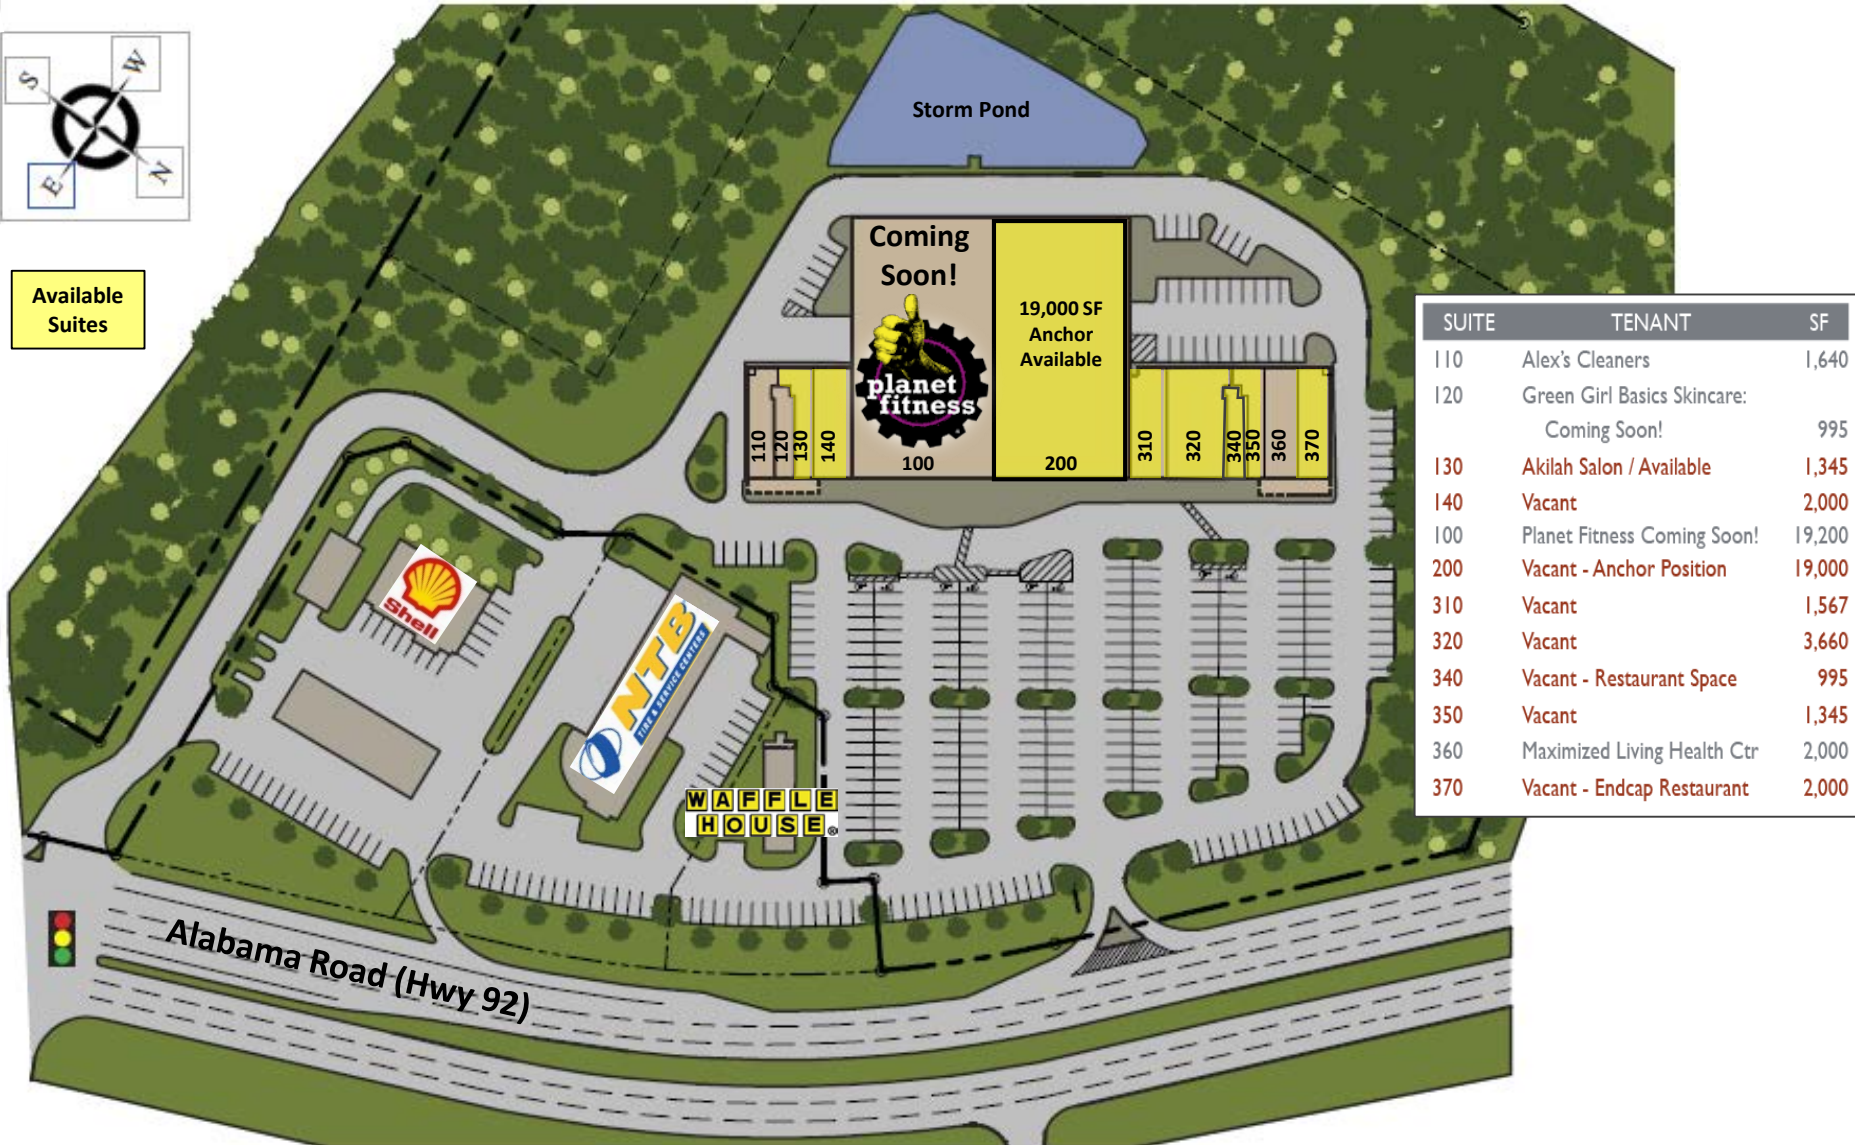 S
W
E
N
Available
Suites
Storm Pond
Coming
Soon!
planet
fitness
100
19,000 SF
Anchor
Available
200
110
120
130
140
310
320
340
350
360
370
Shell
NTB
TIRE & SERVICE CENTERS
WAFFLE
HOUSE®
Alabama Road (Hwy 92)
SUITE TENANT SF
110 Alex's Cleaners 1,640
120 Green Girl Basics Skincare:
Coming Soon! 995
130 Akilah Salon / Available 1,345
140 Vacant 2,000
100 Planet Fitness Coming Soon! 19,200
200 Vacant - Anchor Position 19,000
310 Vacant 1,567
320 Vacant 3,660
340 Vacant - Restaurant Space 995
350 Vacant 1,345
360 Maximized Living Health Ctr 2,000
370 Vacant - Endcap Restaurant 2,000